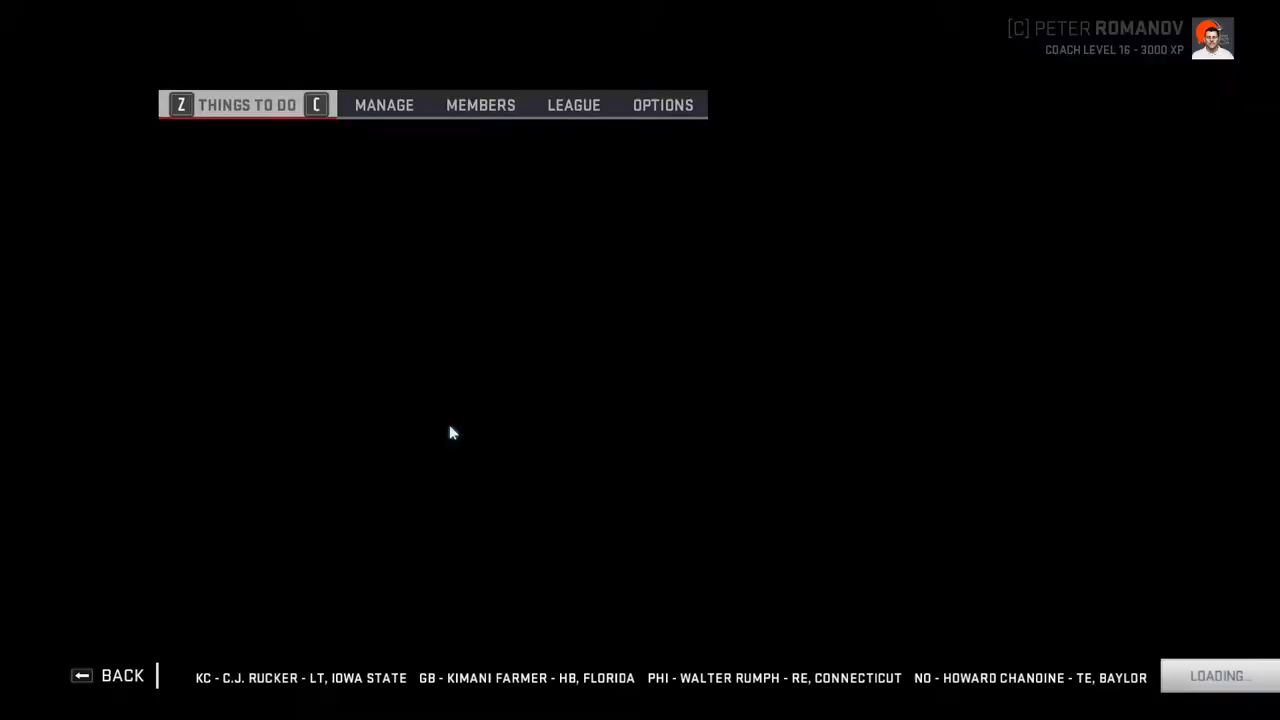 [C] PETER ROMANOV
COACH LEVEL 16 - 3000 XP
Z THINGS TO DO C MANAGE MEMBERS LEAGUE OPTIONS
BACK
KC - C.J. RUCKER - LT, IOWA STATE GB - KIMANI FARMER - HB, FLORIDA PHI - WALTER RUMPH - RE, CONNECTICUT NO - HOWARD CHANOINE - TE, BAYLOR
LOADING...